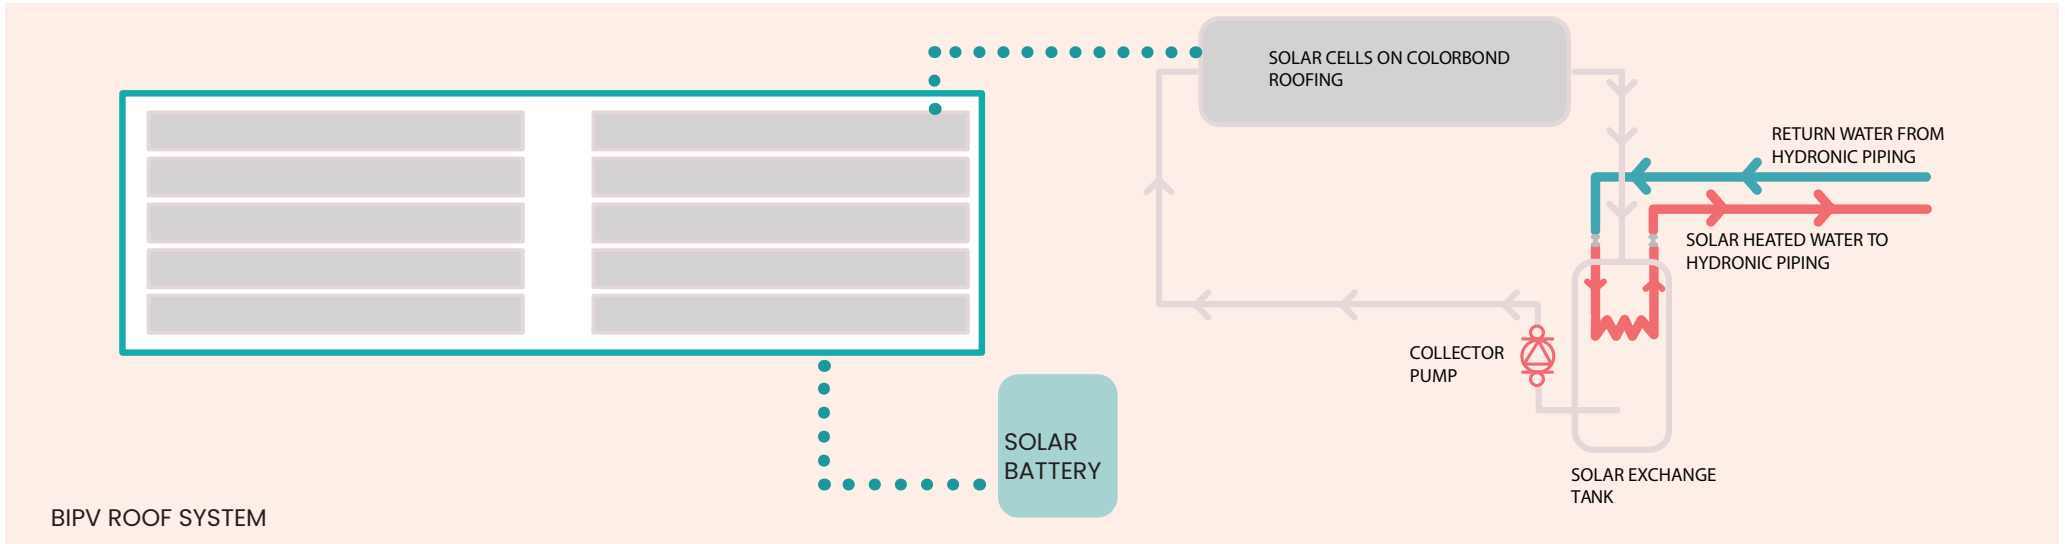 SOLAR CELLS ON COLORBOND
ROOFING
RETURN WATER FROM
HYDRONIC PIPING
SOLAR HEATED WATER TO
HYDRONIC PIPING
COLLECTOR
PUMP
SOLAR
BATTERY
SOLAR EXCHANGE
TANK
BIPV ROOF SYSTEM